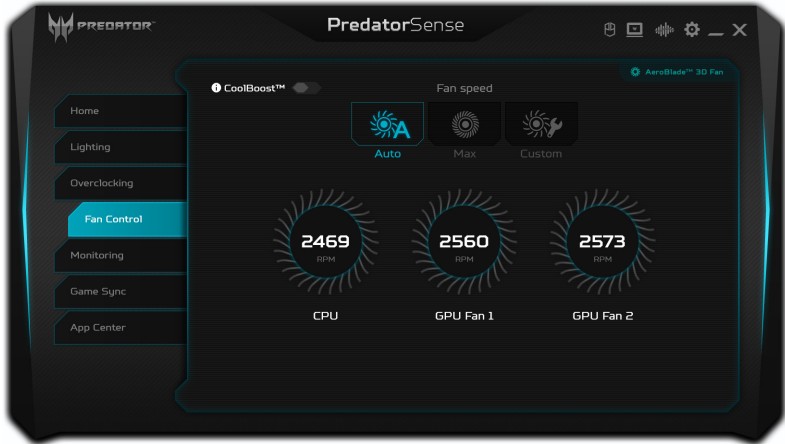 PREDATOR
PredatorSense
AeroBlade™ 3D Fan
CoolBoost™
Fan speed
Home
Lighting
Overclocking
Fan Control
Monitoring
Game Sync
App Center
Auto
Max
Custom
2469
RPM
2560
RPM
2573
RPM
CPU
GPU Fan 1
GPU Fan 2